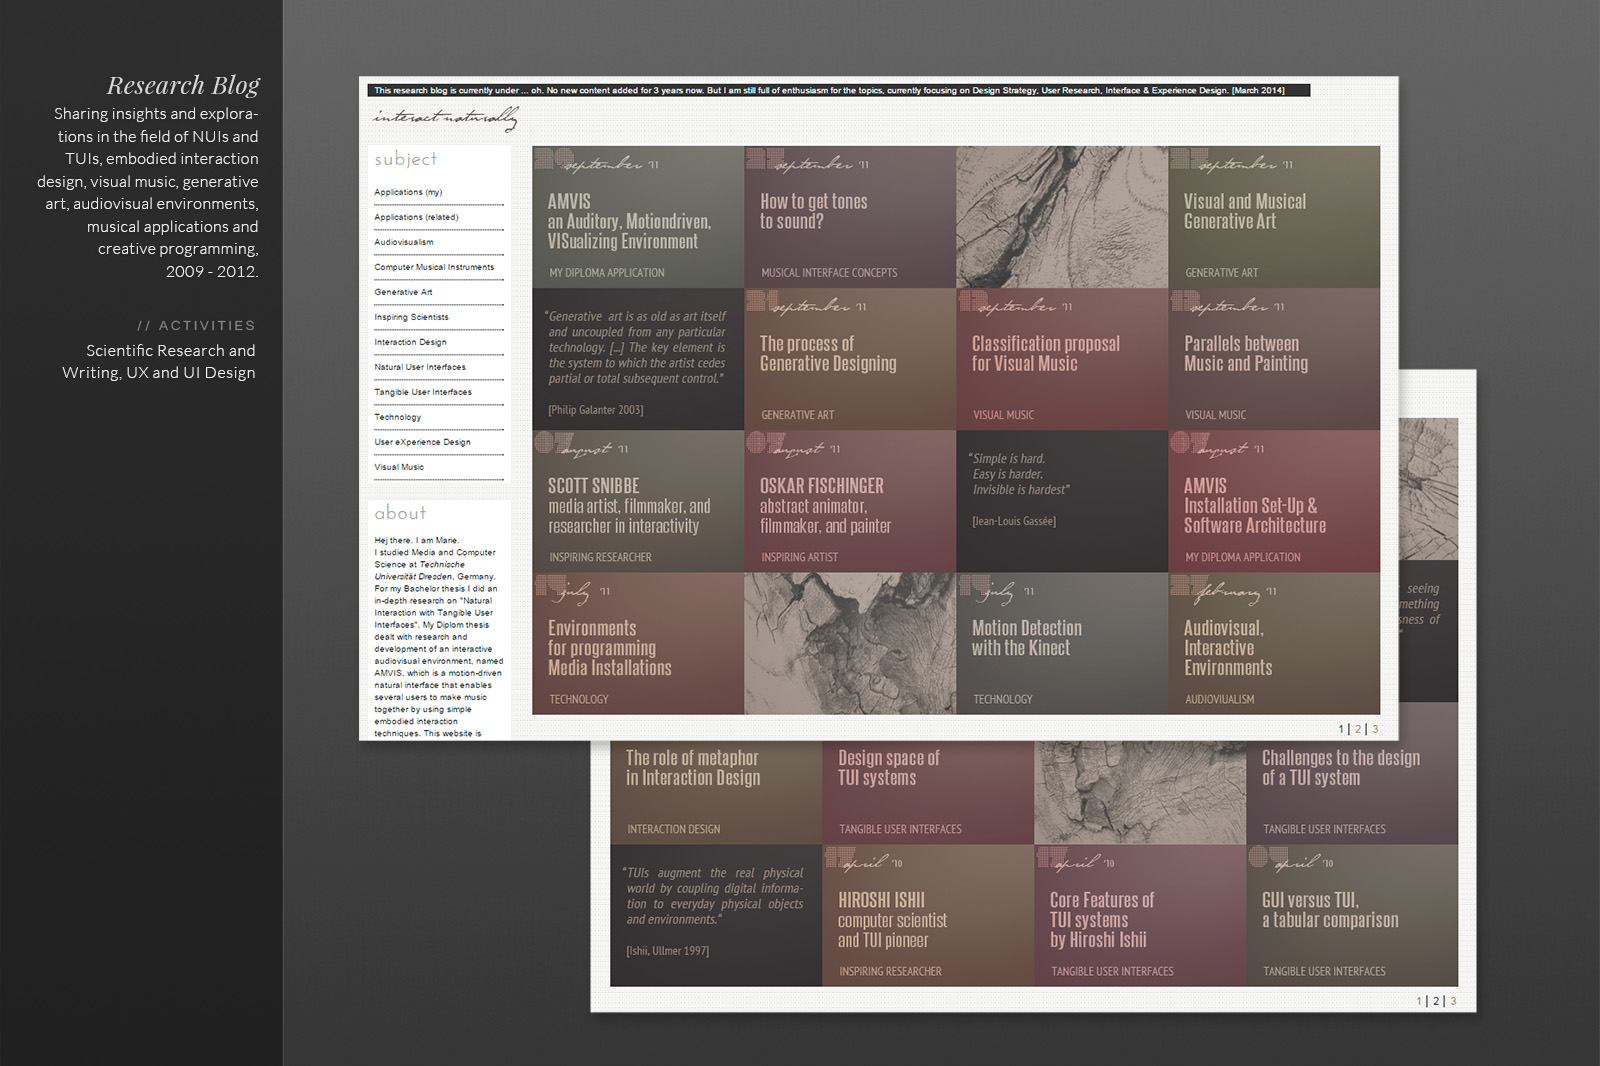 Research Blog
Sharing insights and explora-
tions in the field of NUIs and
TUIs, embodied interaction
design, visual music, generative
art, audiovisual environments,
musical applications and
creative programming,
2009 - 2012.
// ACTIVITIES
Scientific Research and
Writing, UX and UI Design
This research blog is currently under ... oh. No new content added for 3 years now. But I am still full of enthusiasm for the topics, currently focusing on Design Strategy, User Research, Interface & Experience Design. [March 2014]
interact naturally
subject
Applications (my)
Applications (related)
Audiovisualism
Computer Musical Instruments
Generative Art
Inspiring Scientists
Interaction Design
Natural User Interfaces
Tangible User Interfaces
Technology
User eXperience Design
Visual Music
about
Hej there. I am Marie.
I studied Media and Computer
Science at Technische
Universität Dresden, Germany.
For my Bachelor thesis I did an
in-depth research on "Natural
Interaction with Tangible User
Interfaces". My Diplom thesis
dealt with research and
development of an interactive
audiovisual environment, named
AMVIS, which is a motion-driven
natural interface that enables
several users to make music
together by using simple
embodied interaction
techniques. This website is
september '11
AMVIS
an Auditory, Motiondriven,
VISualizing Environment
MY DIPLOMA APPLICATION
september '11
How to get tones
to sound?
MUSICAL INTERFACE CONCEPTS
september '11
Visual and Musical
Generative Art
GENERATIVE ART
"Generative art is as old as art itself
and uncoupled from any particular
technology. [...] The key element is
the system to which the artist cedes
partial or total subsequent control."
[Philip Galanter 2003]
september '11
The process of
Generative Designing
GENERATIVE ART
september '11
Classification proposal
for Visual Music
VISUAL MUSIC
september '11
Parallels between
Music and Painting
VISUAL MUSIC
07 august '11
SCOTT SNIBBE
media artist, filmmaker, and
researcher in interactivity
INSPIRING RESEARCHER
07 august '11
OSKAR FISCHINGER
abstract animator,
filmmaker, and painter
INSPIRING ARTIST
"Simple is hard.
Easy is harder.
Invisible is hardest"
[Jean-Louis Gassée]
07 august '11
AMVIS
Installation Set-Up &
Software Architecture
MY DIPLOMA APPLICATION
july '11
Environments
for programming
Media Installations
TECHNOLOGY
july '11
Motion Detection
with the Kinect
TECHNOLOGY
february '11
Audiovisual,
Interactive
Environments
AUDIOVIUALISM
1 | 2 | 3
seeing
mething
sness of
"
The role of metaphor
in Interaction Design
INTERACTION DESIGN
Design space of
TUI systems
TANGIBLE USER INTERFACES
Challenges to the design
of a TUI system
TANGIBLE USER INTERFACES
"TUIs augment the real physical
world by coupling digital informa-
tion to everyday physical objects
and environments."
[Ishii, Ullmer 1997]
april '10
HIROSHI ISHII
computer scientist
and TUI pioneer
INSPIRING RESEARCHER
april '10
Core Features of
TUI systems
by Hiroshi Ishii
TANGIBLE USER INTERFACES
07 april '10
GUI versus TUI,
a tabular comparison
TANGIBLE USER INTERFACES
1 | 2 | 3